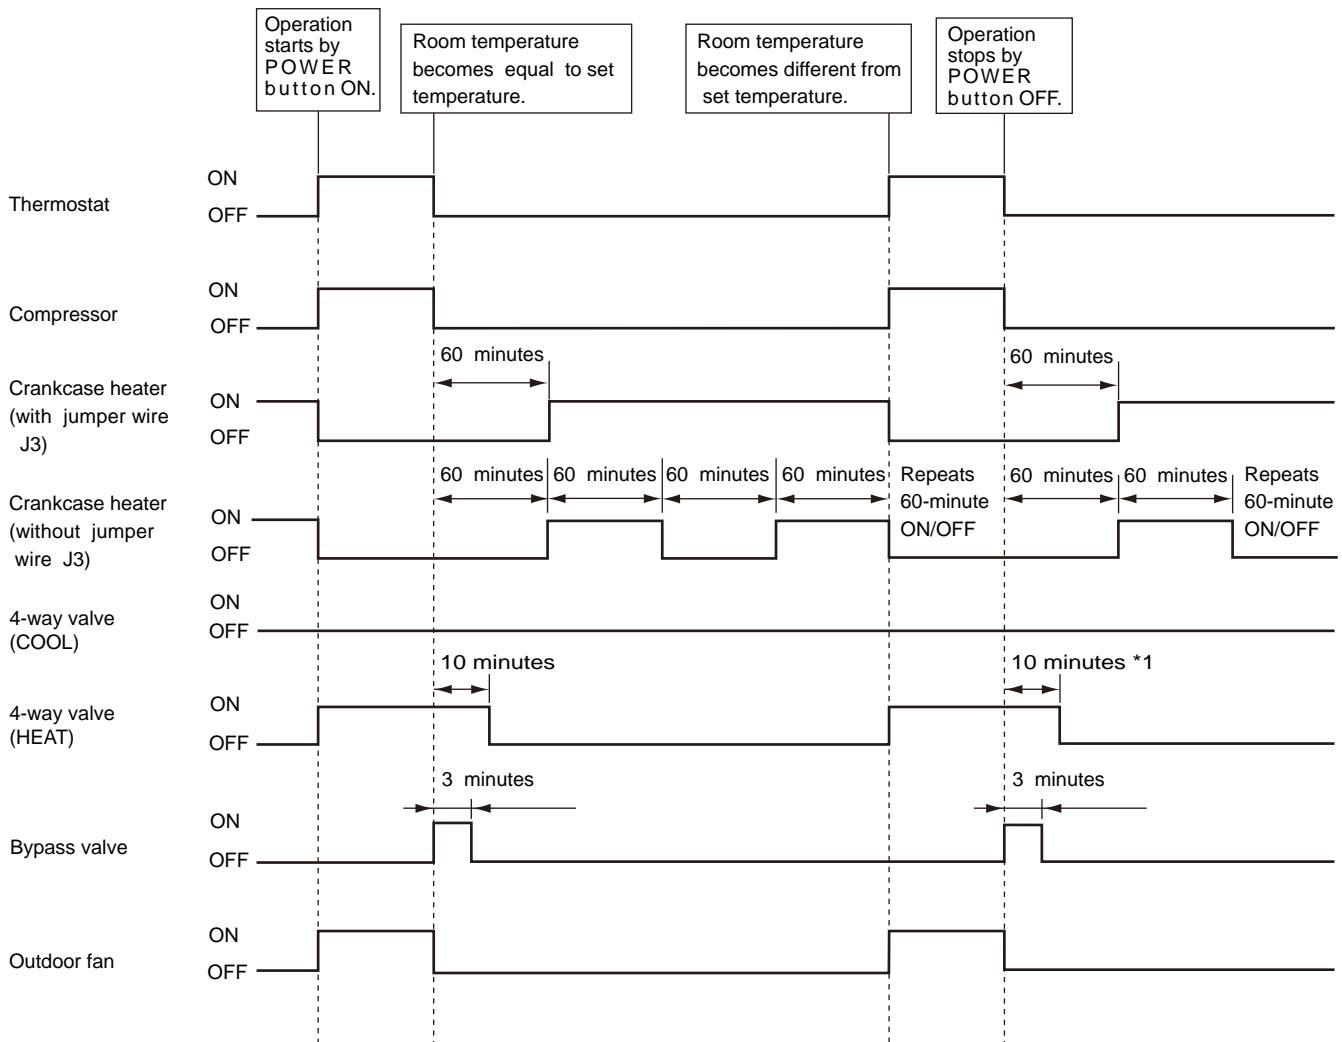 Operation
starts by
POWER
button ON.
Room temperature
becomes equal to set
temperature.
Room temperature
becomes different from
set temperature.
Operation
stops by
POWER
button OFF.
Thermostat
ON
OFF
Compressor
ON
OFF
Crankcase heater
(with jumper wire
J3)
ON
OFF
60 minutes
60 minutes
Crankcase heater
(without jumper
wire J3)
ON
OFF
60 minutes
60 minutes
60 minutes
60 minutes
Repeats
60-minute
ON/OFF
60 minutes
60 minutes
Repeats
60-minute
ON/OFF
4-way valve
(COOL)
ON
OFF
4-way valve
(HEAT)
ON
OFF
10 minutes
10 minutes *1
Bypass valve
ON
OFF
3 minutes
3 minutes
Outdoor fan
ON
OFF